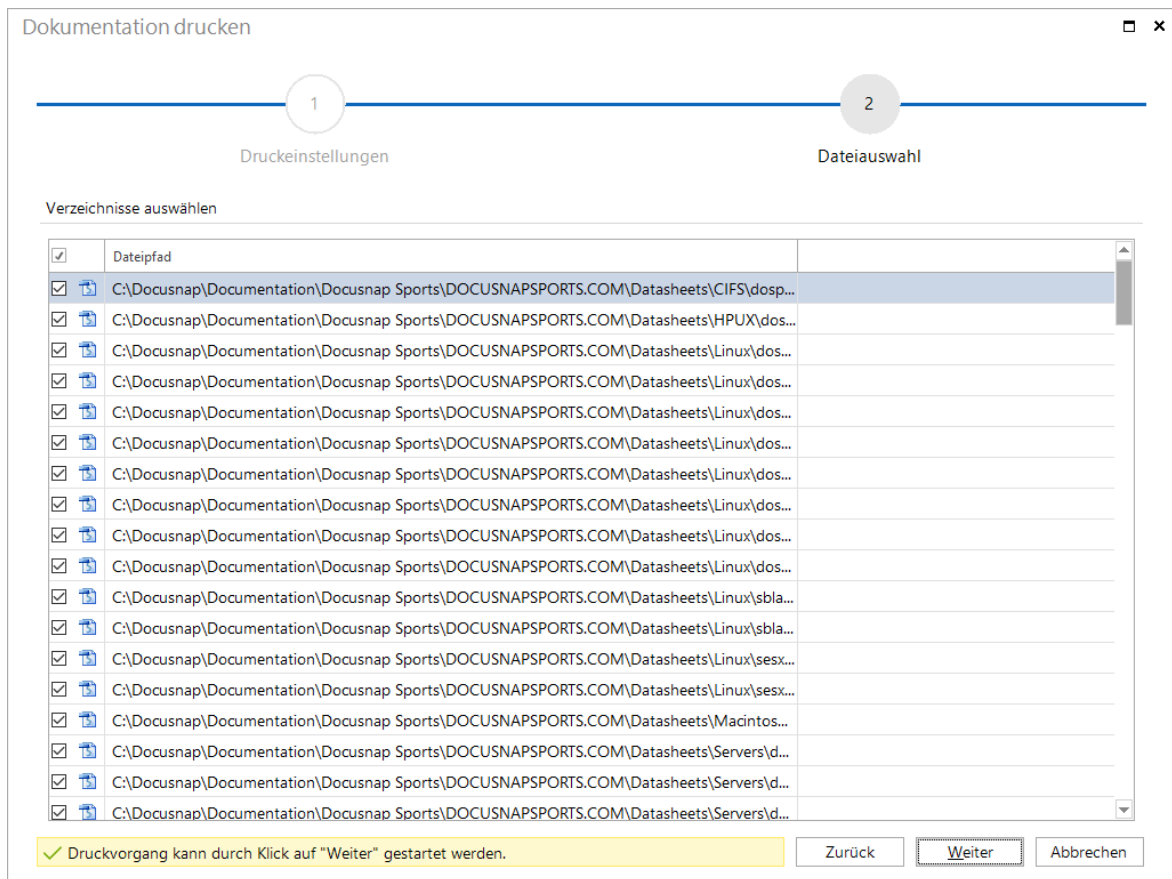 Dokumentation drucken
1
2
Druckeinstellungen
Dateiauswahl
Verzeichnisse auswählen
Dateipfad
C:\Docusnap\Documentation\Docusnap Sports\DOCUSNAPSPORTS.COM\Datasheets\CIFS\dosp...
C:\Docusnap\Documentation\Docusnap Sports\DOCUSNAPSPORTS.COM\Datasheets\HPUX\dos...
C:\Docusnap\Documentation\Docusnap Sports\DOCUSNAPSPORTS.COM\Datasheets\Linux\dos...
C:\Docusnap\Documentation\Docusnap Sports\DOCUSNAPSPORTS.COM\Datasheets\Linux\dos...
C:\Docusnap\Documentation\Docusnap Sports\DOCUSNAPSPORTS.COM\Datasheets\Linux\dos...
C:\Docusnap\Documentation\Docusnap Sports\DOCUSNAPSPORTS.COM\Datasheets\Linux\dos...
C:\Docusnap\Documentation\Docusnap Sports\DOCUSNAPSPORTS.COM\Datasheets\Linux\dos...
C:\Docusnap\Documentation\Docusnap Sports\DOCUSNAPSPORTS.COM\Datasheets\Linux\dos...
C:\Docusnap\Documentation\Docusnap Sports\DOCUSNAPSPORTS.COM\Datasheets\Linux\dos...
C:\Docusnap\Documentation\Docusnap Sports\DOCUSNAPSPORTS.COM\Datasheets\Linux\dos...
C:\Docusnap\Documentation\Docusnap Sports\DOCUSNAPSPORTS.COM\Datasheets\Linux\sbla...
C:\Docusnap\Documentation\Docusnap Sports\DOCUSNAPSPORTS.COM\Datasheets\Linux\sbla...
C:\Docusnap\Documentation\Docusnap Sports\DOCUSNAPSPORTS.COM\Datasheets\Linux\sesx...
C:\Docusnap\Documentation\Docusnap Sports\DOCUSNAPSPORTS.COM\Datasheets\Linux\sesx...
C:\Docusnap\Documentation\Docusnap Sports\DOCUSNAPSPORTS.COM\Datasheets\Macintos...
C:\Docusnap\Documentation\Docusnap Sports\DOCUSNAPSPORTS.COM\Datasheets\Servers\d...
C:\Docusnap\Documentation\Docusnap Sports\DOCUSNAPSPORTS.COM\Datasheets\Servers\d...
C:\Docusnap\Documentation\Docusnap Sports\DOCUSNAPSPORTS.COM\Datasheets\Servers\d...
Druckvorgang kann durch Klick auf "Weiter" gestartet werden.
Zurück
Weiter
Abbrechen